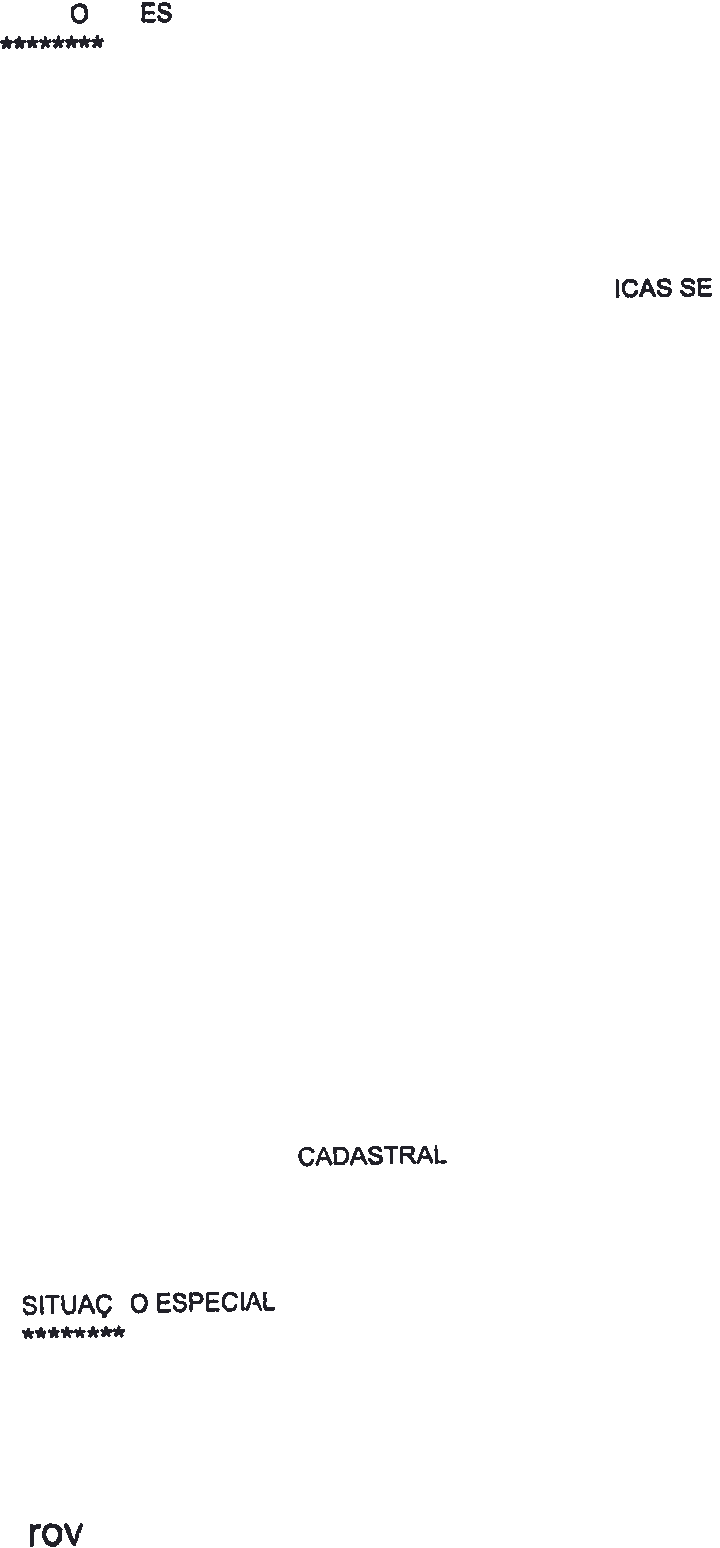 O ES
********
ICAS SE
CADASTRAL
SITUAÇ O ESPECIAL
********
rov